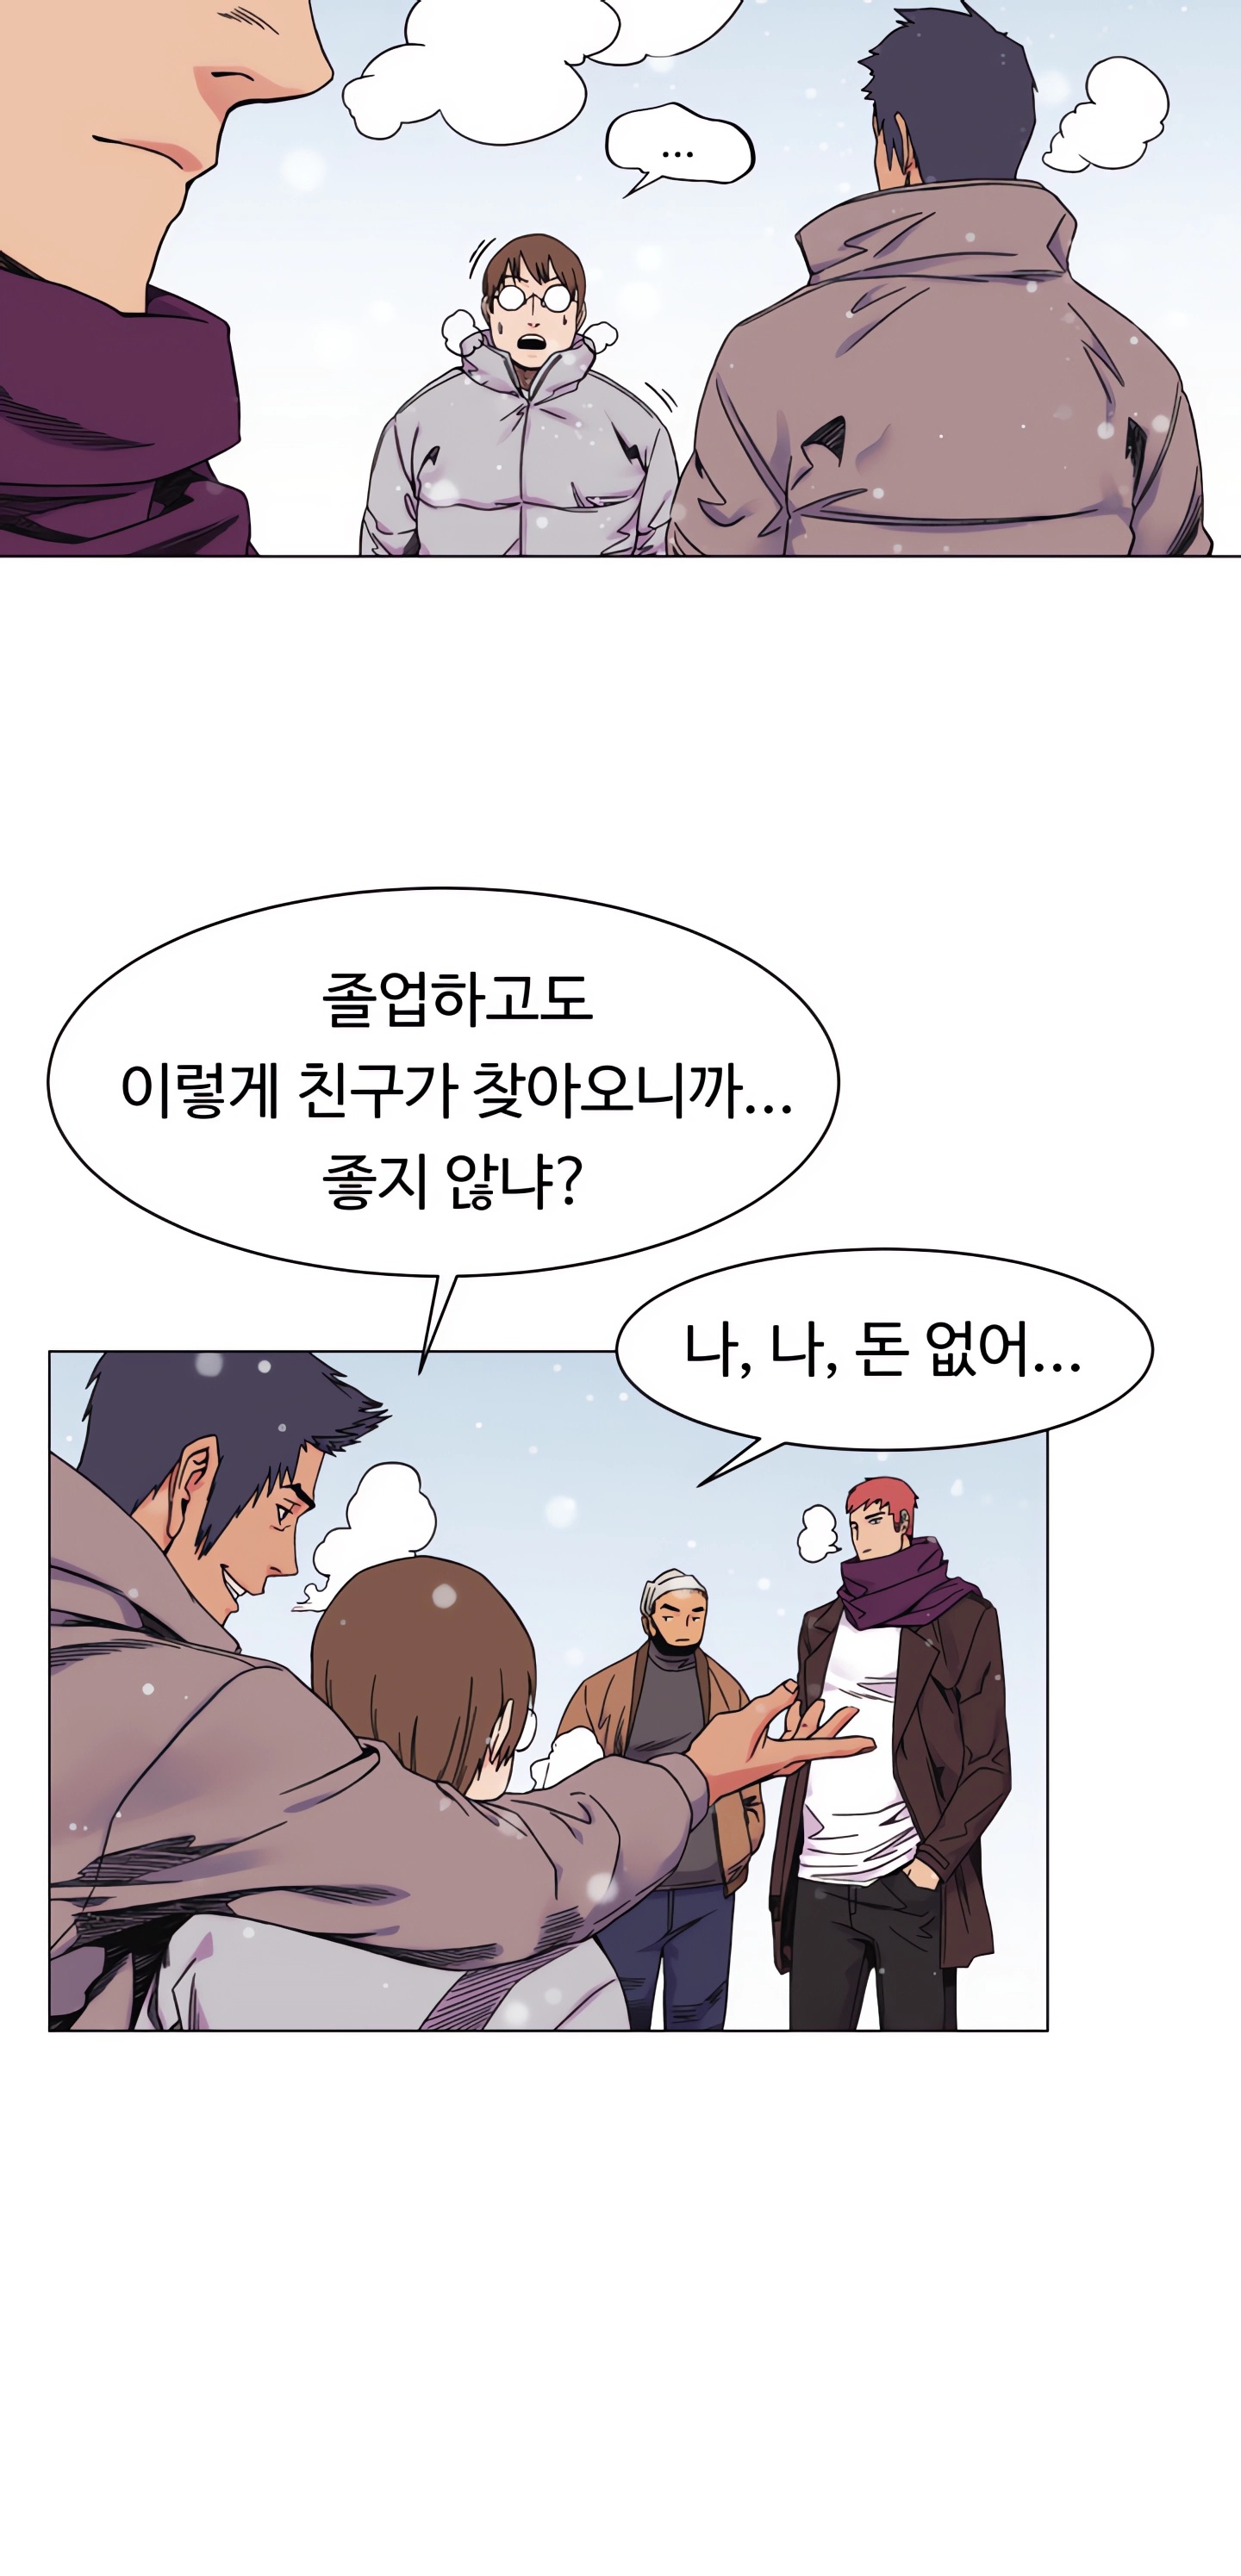 ...
졸업하고도
이렇게 친구가 찾아오니까...
좋지 않냐?
나, 나, 돈 없어...